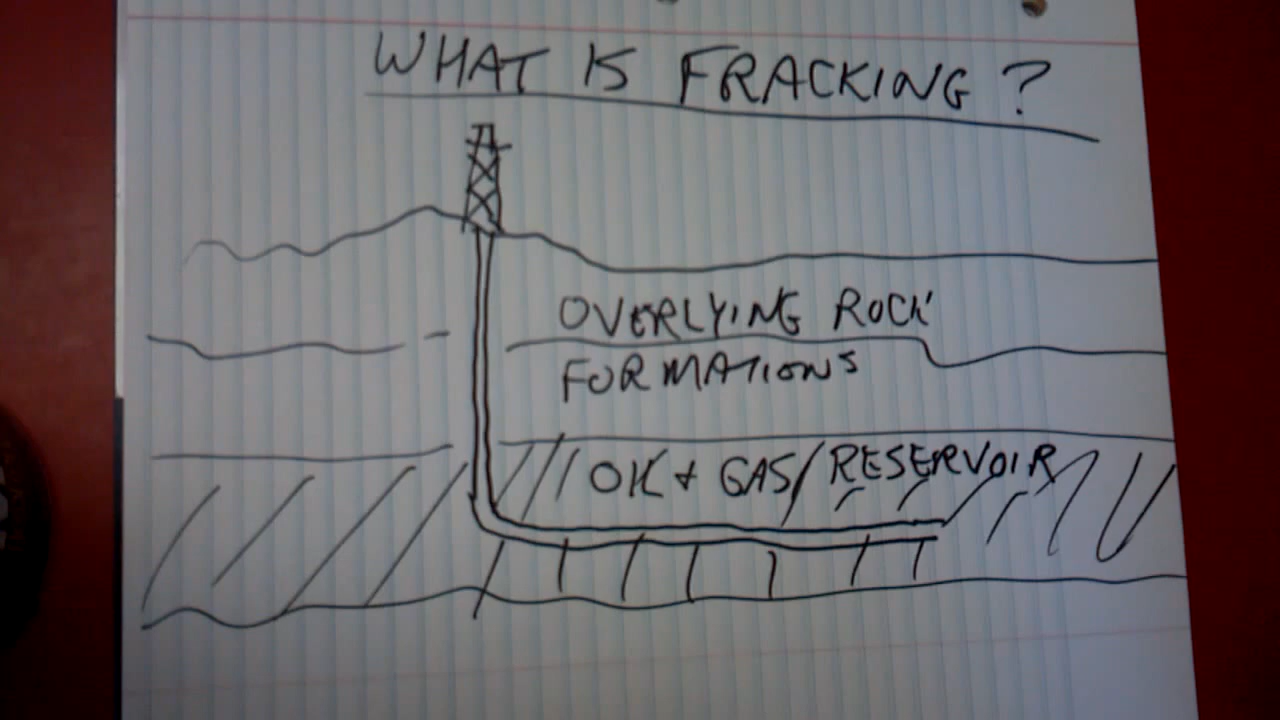 WHAT IS FRACKING?
OVERLYING ROCK
FORMATIONS
OIL + GAS/RESERVOIR